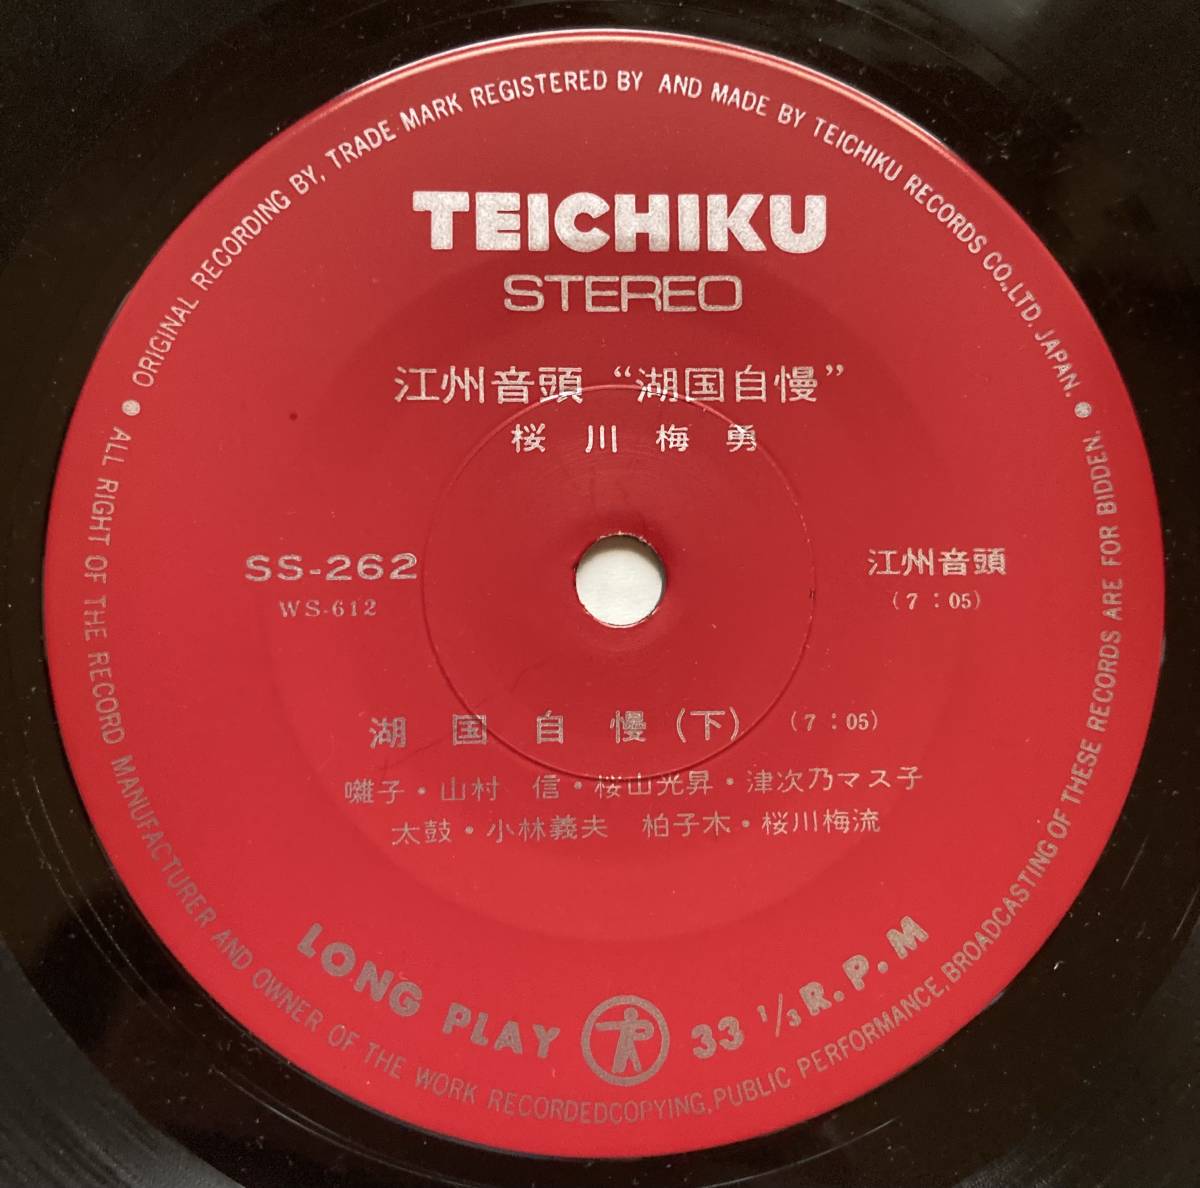 ORIGINAL RECORDING BY, TRADE MARK REGISTERED BY AND MADE BY TEICHIKU RECORDS CO.,LTD. JAPAN.
TEICHIKU
STEREO
江州音頭 “湖国自慢”
桜川梅勇
SS-262
WS-612
江州音頭
(7:05)
湖国自慢(下) (7:05)
囃子・山村 信・桜山光昇・津次乃マス子
太鼓・小林義夫 柏子木・桜川梅流
LONG PLAY 33 1/3 R.P.M
● ALL RIGHT OF THE RECORD MANUFACTURER AND OWNER OF THE WORK RECORDEDCOPYING, PUBLIC PERFORMANCE, BROADCASTING OF THESE RECORDS ARE FOR BIDDEN. ●